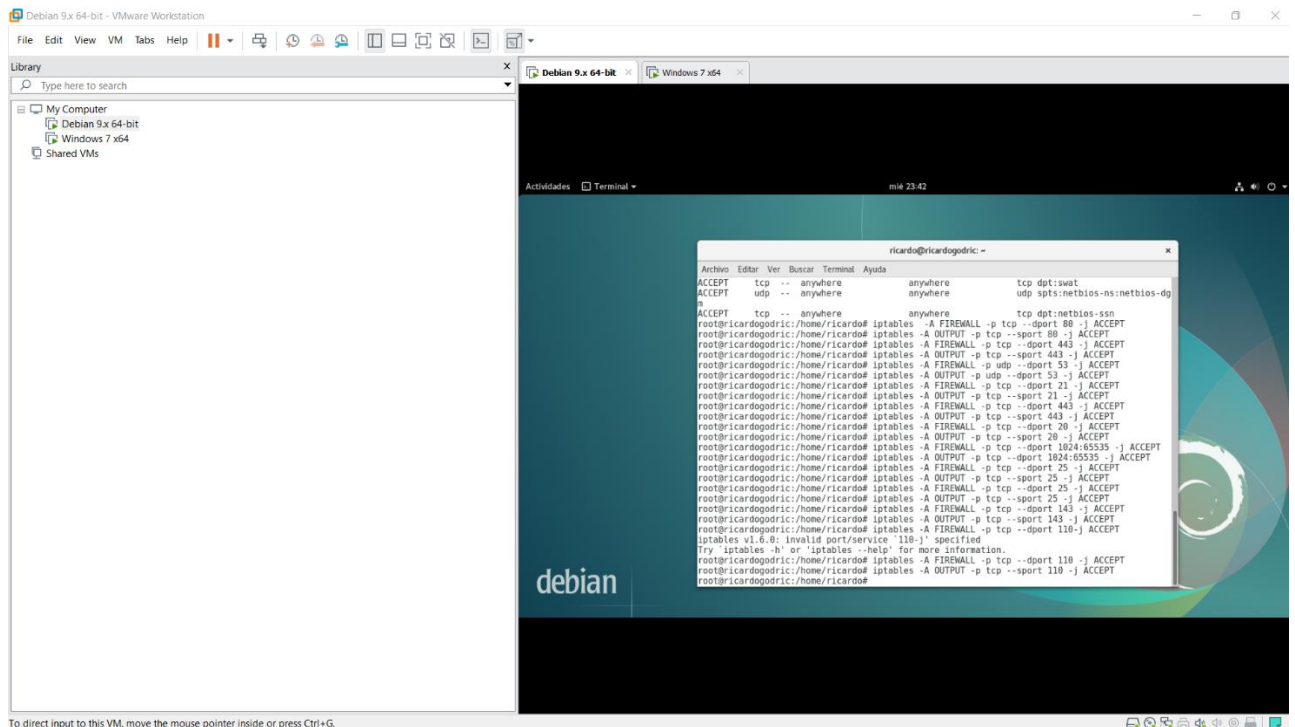 Debian 9.x 64-bit - VMware Workstation
File Edit View VM Tabs Help
Library x
Type here to search
My Computer
Debian 9.x 64-bit
Windows 7 x64
Shared VMs
Debian 9.x 64-bit × Windows 7 x64 ×
Actividades Terminal mié 23:42
ricardo@ricardogodric: ~ ×
Archivo Editar Ver Buscar Terminal Ayuda
ACCEPT tcp -- anywhere anywhere tcp dpt:swat
ACCEPT udp -- anywhere anywhere udp spts:netbios-ns:netbios-dg
m
ACCEPT tcp -- anywhere anywhere tcp dpt:netbios-ssn
root@ricardogodric:/home/ricardo# iptables  -A FIREWALL -p tcp --dport 80 -j ACCEPT
root@ricardogodric:/home/ricardo# iptables -A OUTPUT -p tcp --sport 80 -j ACCEPT
root@ricardogodric:/home/ricardo# iptables -A FIREWALL -p tcp --dport 443 -j ACCEPT
root@ricardogodric:/home/ricardo# iptables -A OUTPUT -p tcp --sport 443 -j ACCEPT
root@ricardogodric:/home/ricardo# iptables -A FIREWALL -p udp --dport 53 -j ACCEPT
root@ricardogodric:/home/ricardo# iptables -A OUTPUT -p udp --dport 53 -j ACCEPT
root@ricardogodric:/home/ricardo# iptables -A FIREWALL -p tcp --dport 21 -j ACCEPT
root@ricardogodric:/home/ricardo# iptables -A OUTPUT -p tcp --sport 21 -j ACCEPT
root@ricardogodric:/home/ricardo# iptables -A FIREWALL -p tcp --dport 443 -j ACCEPT
root@ricardogodric:/home/ricardo# iptables -A OUTPUT -p tcp --sport 443 -j ACCEPT
root@ricardogodric:/home/ricardo# iptables -A FIREWALL -p tcp --dport 20 -j ACCEPT
root@ricardogodric:/home/ricardo# iptables -A OUTPUT -p tcp --sport 20 -j ACCEPT
root@ricardogodric:/home/ricardo# iptables -A FIREWALL -p tcp --dport 1024:65535 -j ACCEPT
root@ricardogodric:/home/ricardo# iptables -A OUTPUT -p tcp --dport 1024:65535 -j ACCEPT
root@ricardogodric:/home/ricardo# iptables -A FIREWALL -p tcp --dport 25 -j ACCEPT
root@ricardogodric:/home/ricardo# iptables -A OUTPUT -p tcp --sport 25 -j ACCEPT
root@ricardogodric:/home/ricardo# iptables -A FIREWALL -p tcp --dport 25 -j ACCEPT
root@ricardogodric:/home/ricardo# iptables -A OUTPUT -p tcp --sport 25 -j ACCEPT
root@ricardogodric:/home/ricardo# iptables -A FIREWALL -p tcp --dport 143 -j ACCEPT
root@ricardogodric:/home/ricardo# iptables -A OUTPUT -p tcp --sport 143 -j ACCEPT
root@ricardogodric:/home/ricardo# iptables -A FIREWALL -p tcp --dport 110-j ACCEPT
iptables v1.6.0: invalid port/service `110-j' specified
Try `iptables -h' or 'iptables --help' for more information.
root@ricardogodric:/home/ricardo# iptables -A FIREWALL -p tcp --dport 110 -j ACCEPT
root@ricardogodric:/home/ricardo# iptables -A OUTPUT -p tcp --sport 110 -j ACCEPT
root@ricardogodric:/home/ricardo#
debian
To direct input to this VM, move the mouse pointer inside or press Ctrl+G.